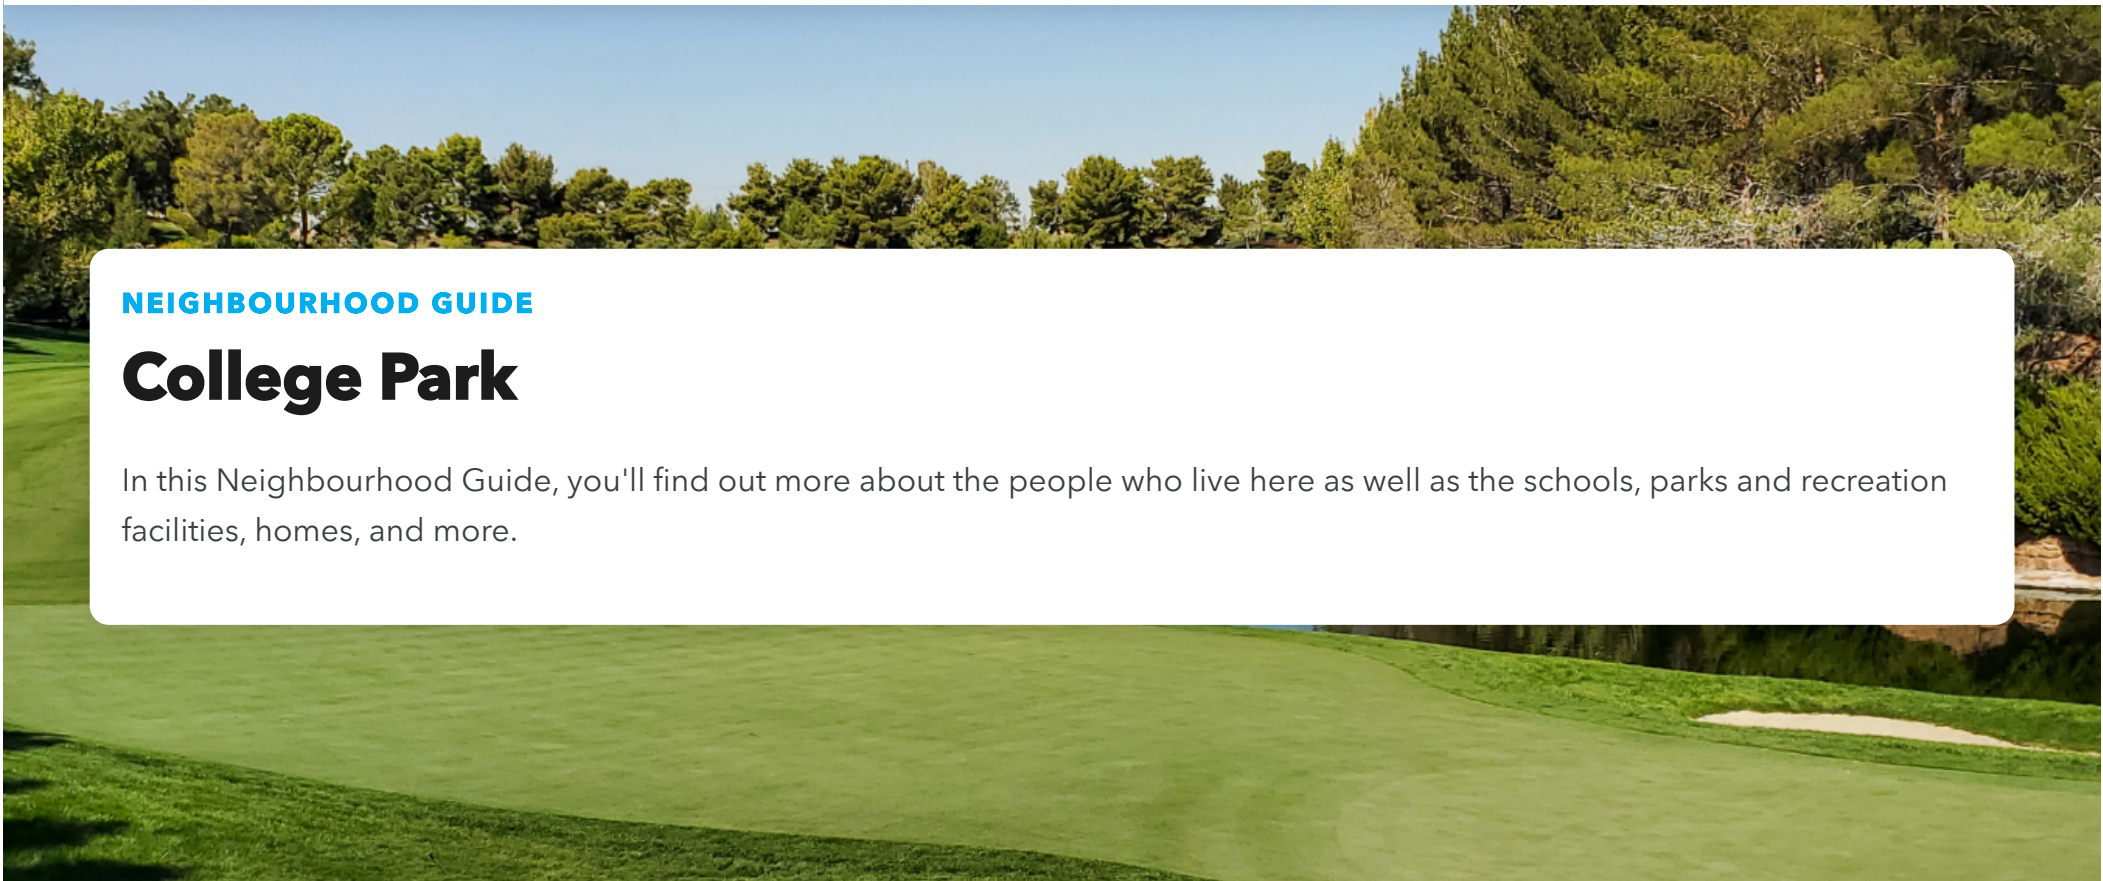 NEIGHBOURHOOD GUIDE
College Park
In this Neighbourhood Guide, you'll find out more about the people who live here as well as the schools, parks and recreation
facilities, homes, and more.